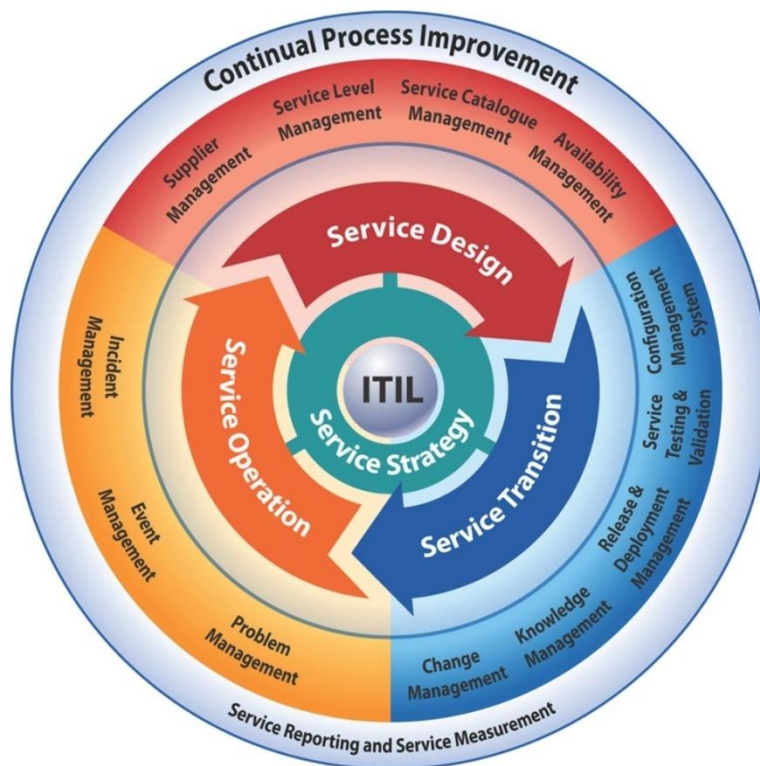 Continual Process Improvement
Supplier
Management
Service Level
Management
Service Catalogue
Management
Availability
Management
Configuration
Management
System
Service
Testing &
Validation
Release &
Deployment
Management
Knowledge
Management
Change
Management
Problem
Management
Event
Management
Incident
Management
Service Design
Service Transition
Service Operation
Service Strategy
ITIL
Service Reporting and Service Measurement